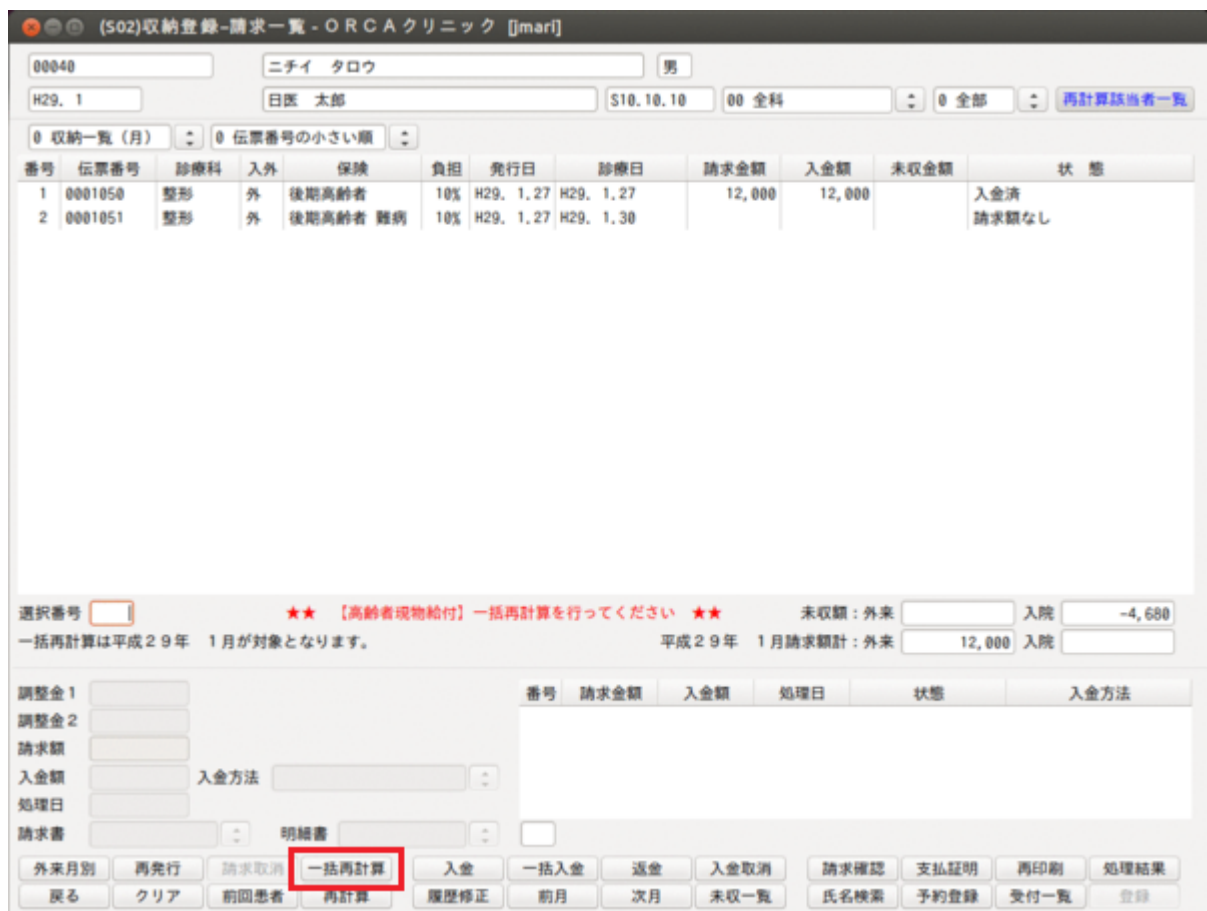 (S02)収納登録-請求一覧 - ＯＲＣＡクリニック [jmari]
00040 ニチイ タロウ 男
H29. 1 日医 太郎 S10.10.10 00 全科 0 全部 再計算該当者一覧
0 収納一覧（月） 0 伝票番号の小さい順
番号 伝票番号 診療科 入外 保険 負担 発行日 診療日 請求金額 入金額 未収金額 状 態
1 0001050 整形 外 後期高齢者 10% H29. 1.27 H29. 1.27 12,000 12,000 入金済
2 0001051 整形 外 後期高齢者 難病 10% H29. 1.27 H29. 1.30 請求額なし
選択番号 ★★ 【高齢者現物給付】一括再計算を行ってください ★★ 未収額：外来 入院 -4,680
一括再計算は平成２９年 １月が対象となります。 平成２９年 １月請求額計：外来 12,000 入院
調整金１ 番号 請求金額 入金額 処理日 状態 入金方法
調整金２
請求額
入金額 入金方法
処理日
請求書 明細書
外来月別 再発行 請求取消 一括再計算 入金 一括入金 返金 入金取消 請求確認 支払証明 再印刷 処理結果
戻る クリア 前回患者 再計算 履歴修正 前月 次月 未収一覧 氏名検索 予約登録 受付一覧 登録